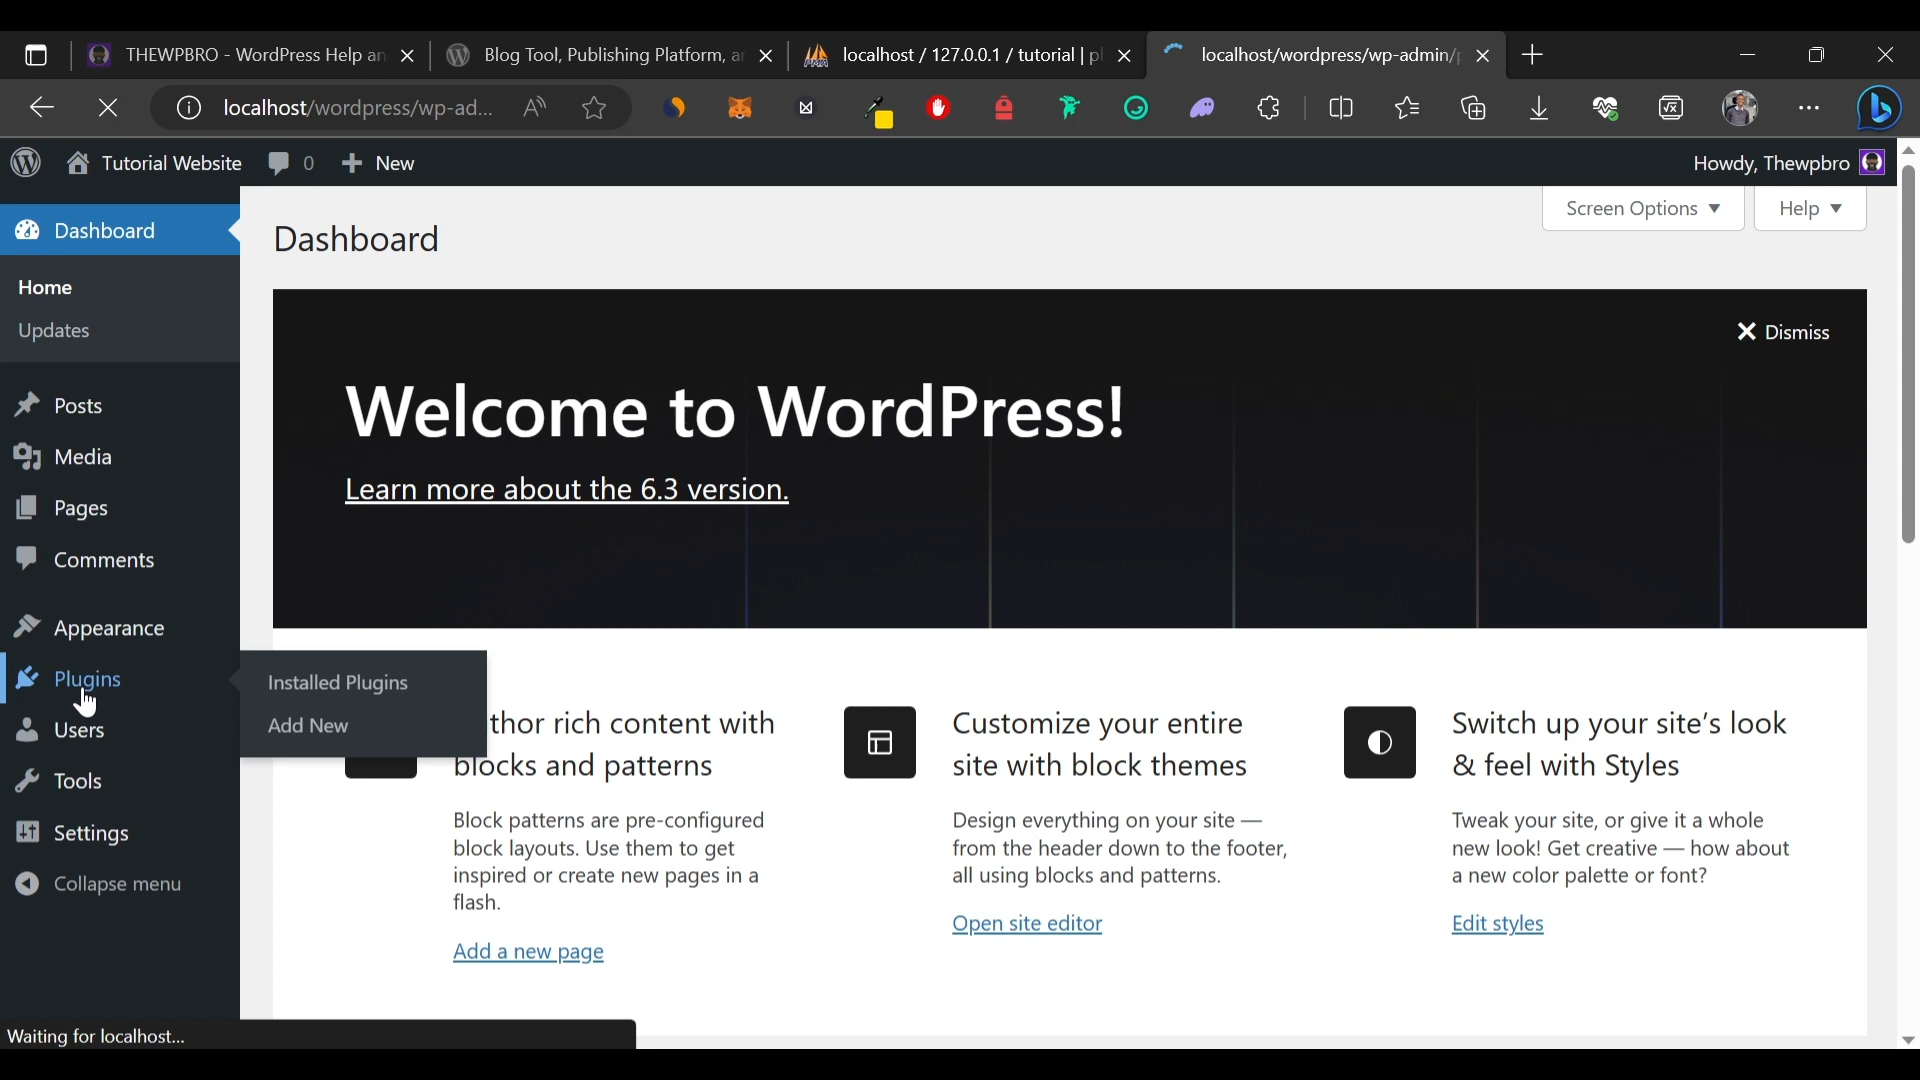 THEWPBRO - WordPress Help an
Blog Tool, Publishing Platform, an
localhost / 127.0.0.1 / tutorial | ph
localhost/wordpress/wp-admin/p
localhost/wordpress/wp-ad...
Tutorial Website 0 New
Howdy, Thewpbro
Dashboard
Home
Updates
Posts
Media
Pages
Comments
Appearance
Plugins
Users
Tools
Settings
Collapse menu
Installed Plugins
Add New
Screen Options
Help
Dashboard
Dismiss
Welcome to WordPress!
Learn more about the 6.3 version.
thor rich content with
blocks and patterns
Block patterns are pre-configured
block layouts. Use them to get
inspired or create new pages in a
flash.
Add a new page
Customize your entire
site with block themes
Design everything on your site —
from the header down to the footer,
all using blocks and patterns.
Open site editor
Switch up your site's look
& feel with Styles
Tweak your site, or give it a whole
new look! Get creative — how about
a new color palette or font?
Edit styles
Waiting for localhost...